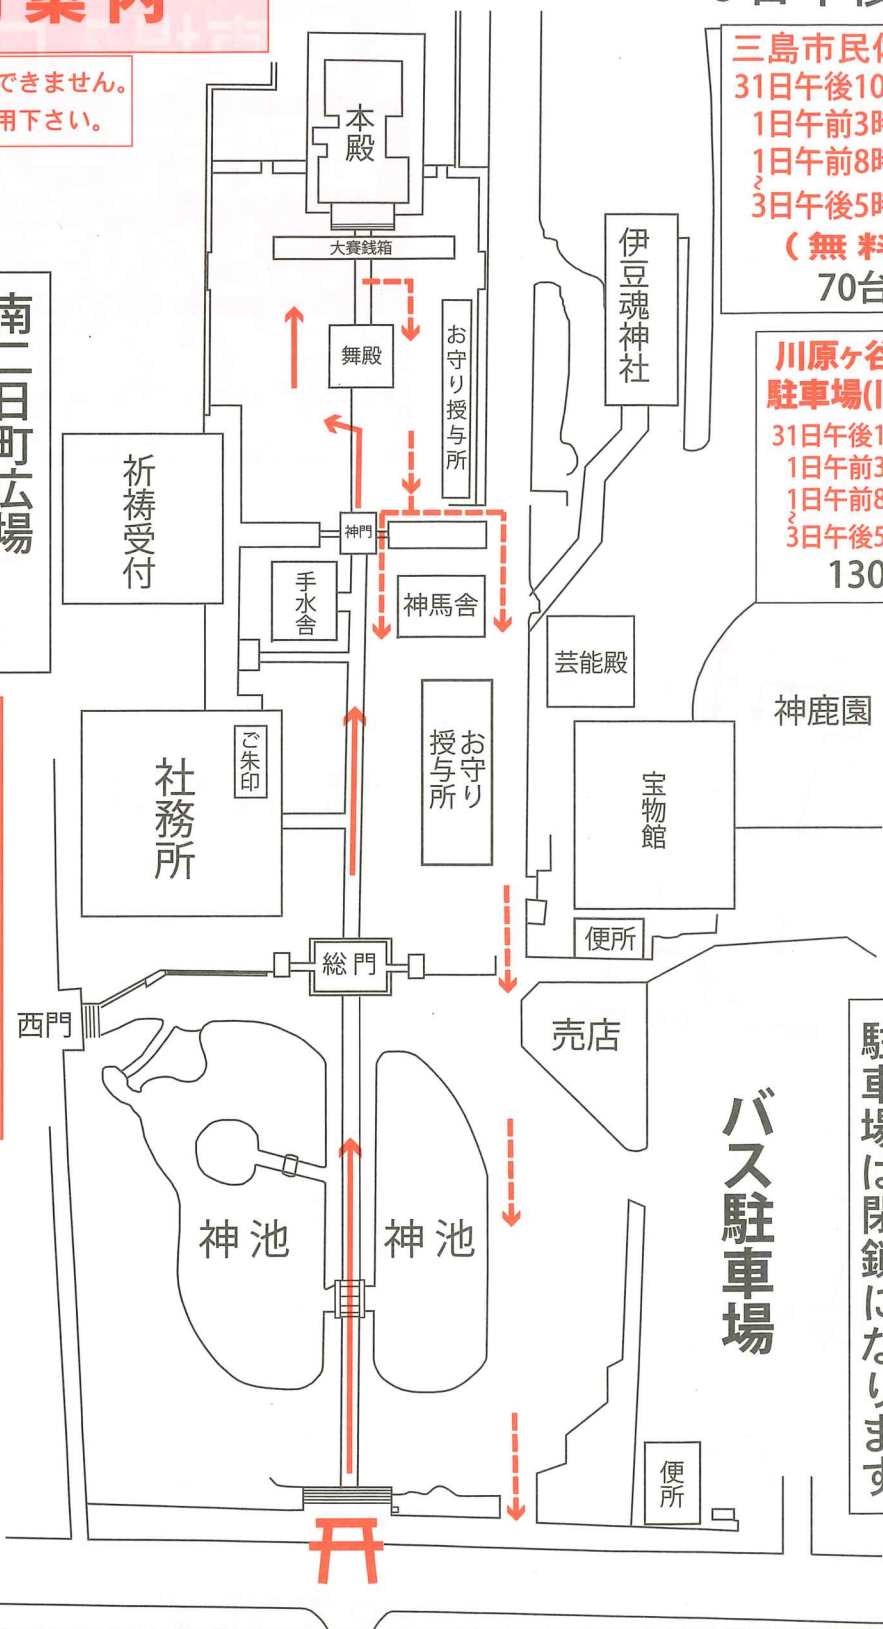 案内
できません。
用下さい。
三島市民
31日午後10
1日午前3時
1日午前8時
～
3日午後5時
（無料
70台
川原ヶ谷
駐車場(
31日午後1
1日午前3
1日午前8
～
3日午後5
130
本殿
大賽銭箱
舞殿
お守り授与所
伊豆魂神社
南二日町広場
祈祷受付
神門
手水舎
神馬舎
芸能殿
神鹿園
お守り
授与所
ご朱印
社務所
宝物館
便所
総門
西門
売店
神池
神池
バス駐車場
駐車場は閉鎖になります
便所